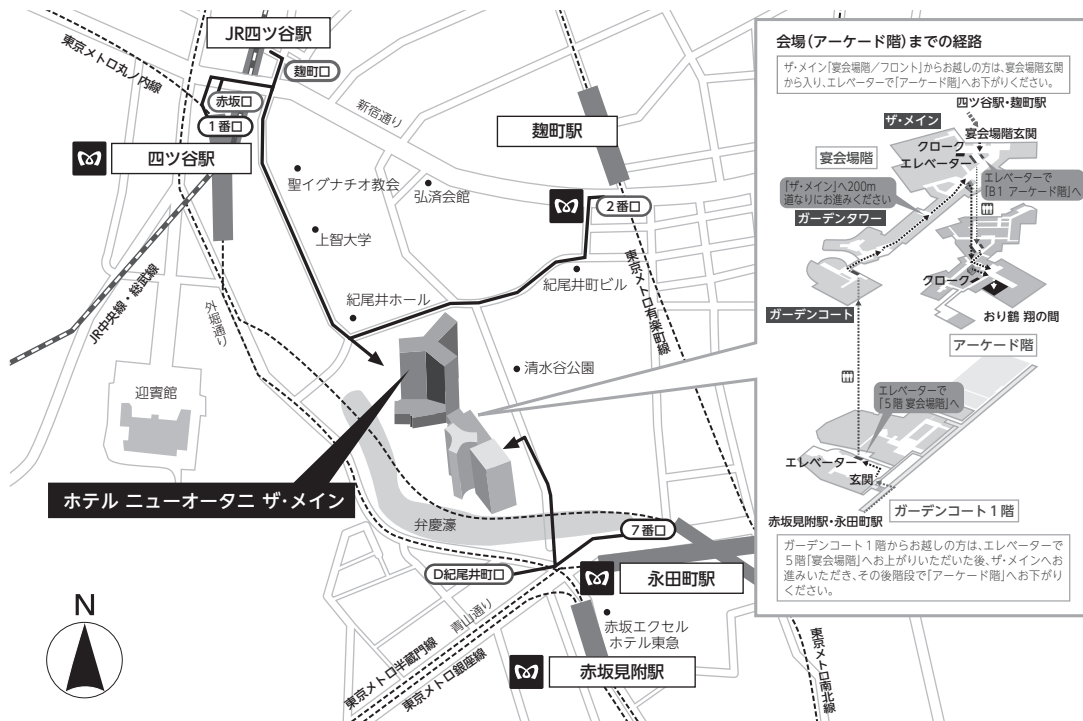 JR四ツ谷駅
東京メトロ丸ノ内線
麹町口
赤坂口
1番口
四ツ谷駅
新宿通り
麹町駅
聖イグナチオ教会
弘済会館
2番口
上智大学
紀尾井ホール
紀尾井町ビル
東京メトロ有楽町線
JR中央線・総武線
外堀通り
清水谷公園
迎賓館
ホテル ニューオータニ ザ・メイン
弁慶濠
7番口
D紀尾井町口
永田町駅
青山通り
赤坂エクセル
ホテル東急
東京メトロ半蔵門線
東京メトロ銀座線
赤坂見附駅
東京メトロ南北線
N
会場(アーケード階)までの経路
ザ・メイン「宴会場階／フロント」からお越しの方は、宴会場階玄関
から入り、エレベーターで「アーケード階」へお下がりください。
四ツ谷駅・麹町駅
ザ・メイン
宴会場階玄関
クローク
エレベーター
宴会場階
「ザ・メイン」へ200m
道なりにお進みください
エレベーターで
「B1 アーケード階」へ
ガーデンタワー
クローク
ガーデンコート
おり鶴 翔の間
アーケード階
エレベーターで
「5階 宴会場階」へ
エレベーター
玄関
ガーデンコート1階
赤坂見附駅・永田町駅
ガーデンコート1階からお越しの方は、エレベーターで
5階「宴会場階」へお上がりいただいた後、ザ・メインへお
進みいただき、その後階段で「アーケード階」へお下がり
ください。